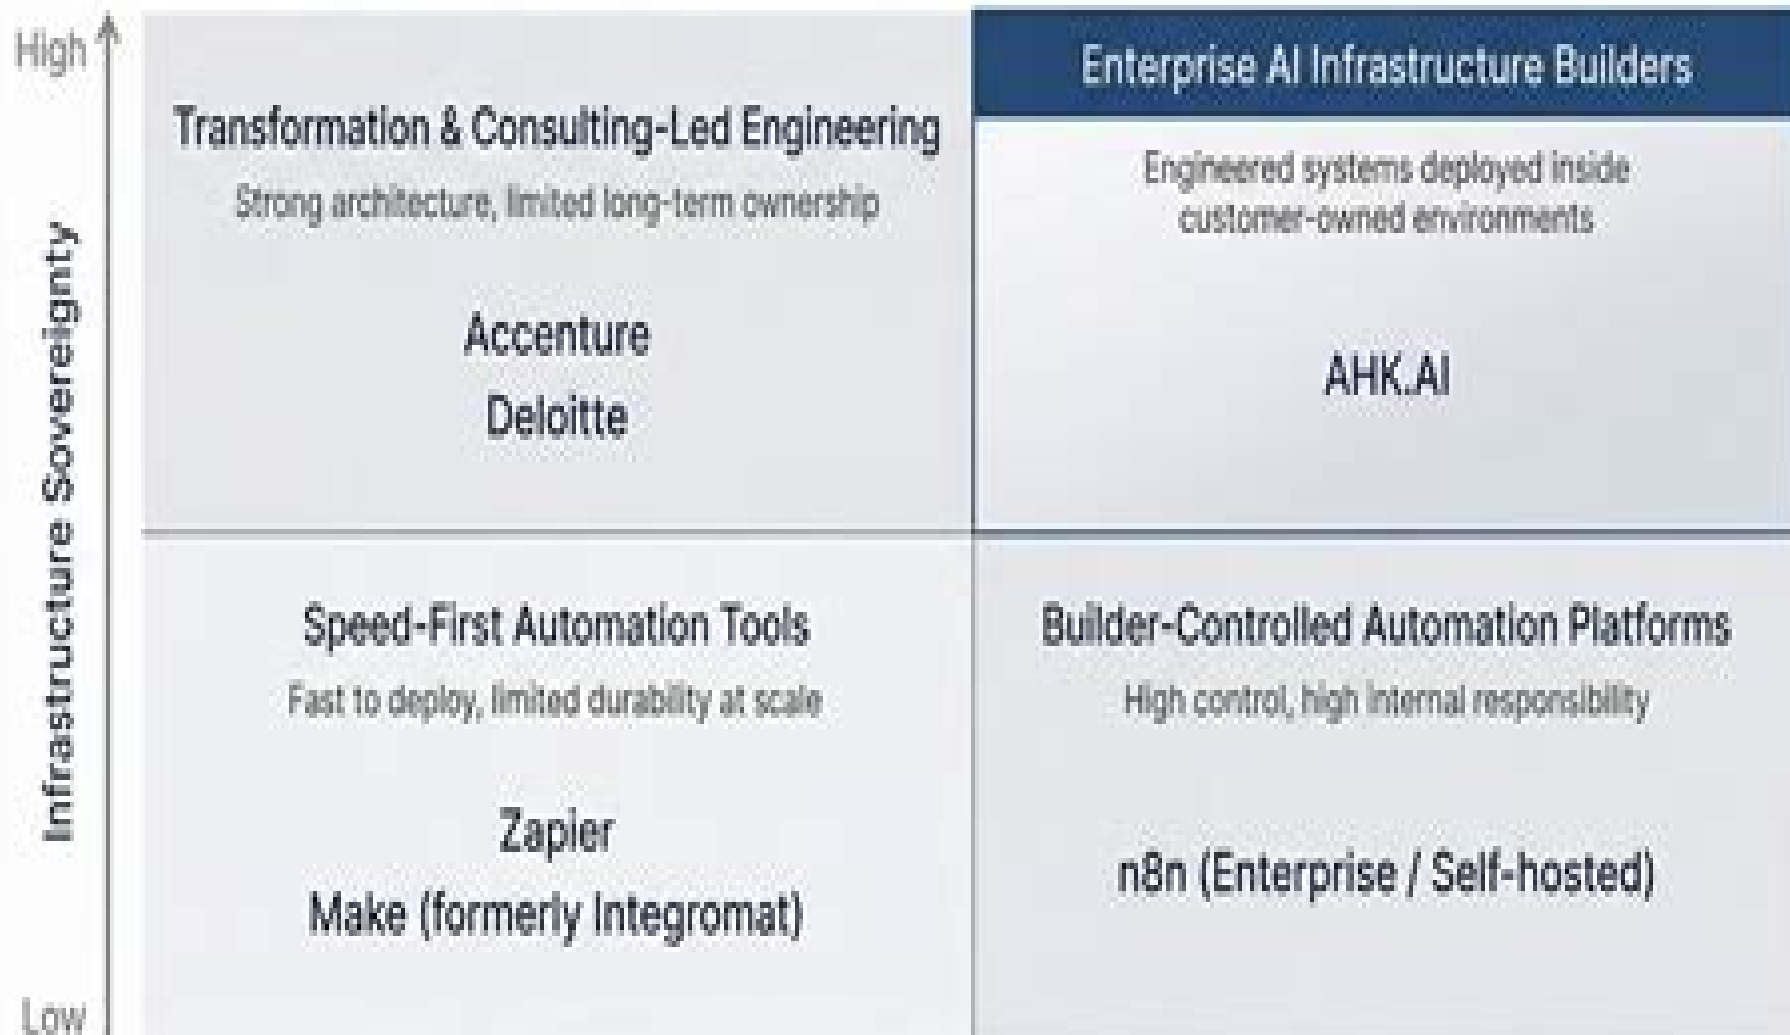 High
Infrastructure Sovereignty
Low
Transformation & Consulting-Led Engineering
Strong architecture, limited long-term ownership
Accenture
Deloitte
Enterprise AI Infrastructure Builders
Engineered systems deployed inside
customer-owned environments
AHK.AI
Speed-First Automation Tools
Fast to deploy, limited durability at scale
Zapier
Make (formerly Integromat)
Builder-Controlled Automation Platforms
High control, high internal responsibility
n8n (Enterprise / Self-hosted)